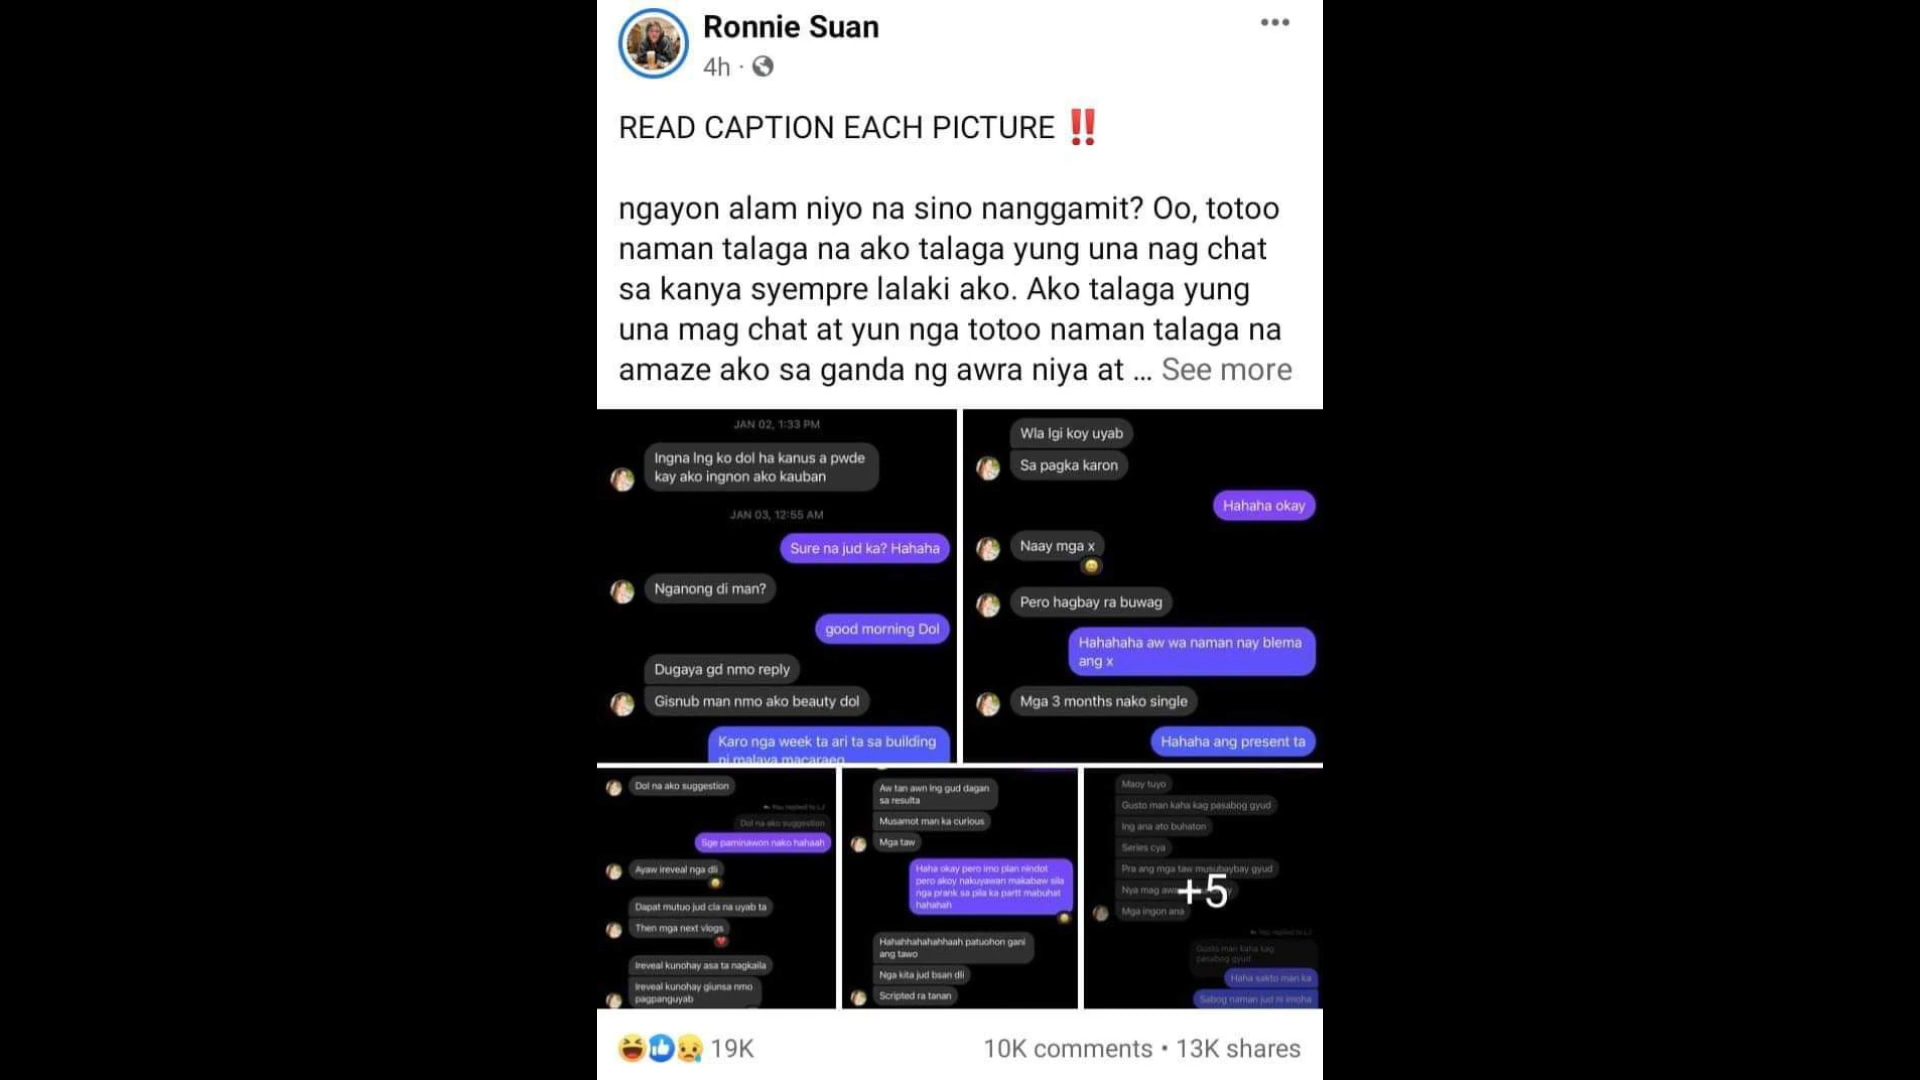 Ronnie Suan
4h ·
READ CAPTION EACH PICTURE ‼️
ngayon alam niyo na sino nanggamit? Oo, totoo
naman talaga na ako talaga yung una nag chat
sa kanya syempre lalaki ako. Ako talaga yung
una mag chat at yun nga totoo naman talaga na
amaze ako sa ganda ng awra niya at ... See more
JAN 02, 1:33 PM
Ingna lng ko dol ha kanus a pwde
kay ako ingnon ako kauban
JAN 03, 12:55 AM
Sure na jud ka? Hahaha
Nganong di man?
good morning Dol
Dugaya gd nmo reply
Gisnub man nmo ako beauty dol
Karo nga week ta ari ta sa building
ni malaya macaraeg
Wla lgi koy uyab
Sa pagka karon
Hahaha okay
Naay mga x
Pero hagbay ra buwag
Hahahaha aw wa naman nay blema
ang x
Mga 3 months nako single
Hahaha ang present ta
Dol na ako suggestion
You replied to LJ
Dol na ako suggestion
Sge paminawon nako hahaah
Ayaw ireveal nga dli
Dapat mutuo jud cla na uyab ta
Then mga next vlogs
Ireveal kunohay asa ta nagkaila
Ireveal kunohay giunsa nmo
pagpanguyab
Aw tan awn lng gud dagan
sa resulta
Musamot man ka curious
Mga taw
Haha okay pero imo plan nindot
pero akoy nakuyawan makabaw sila
nga prank sa pila ka partt mabuhat
hahahah
Hahahhahahahhaah patuohon gani
ang tawo
Nga kita jud bsan dli
Scripted ra tanan
Maoy tuyo
Gusto man kaha kag pasabog gyud
Ing ana ato buhaton
Series cya
Pra ang mga taw musubaybay gyud
Nya mag
+5
Mga ingon ana
You replied to LJ
Gusto man kaha kag
pasabog gyud
Haha sakto man ka
Sabog naman jud ni imoha
19K
10K comments • 13K shares